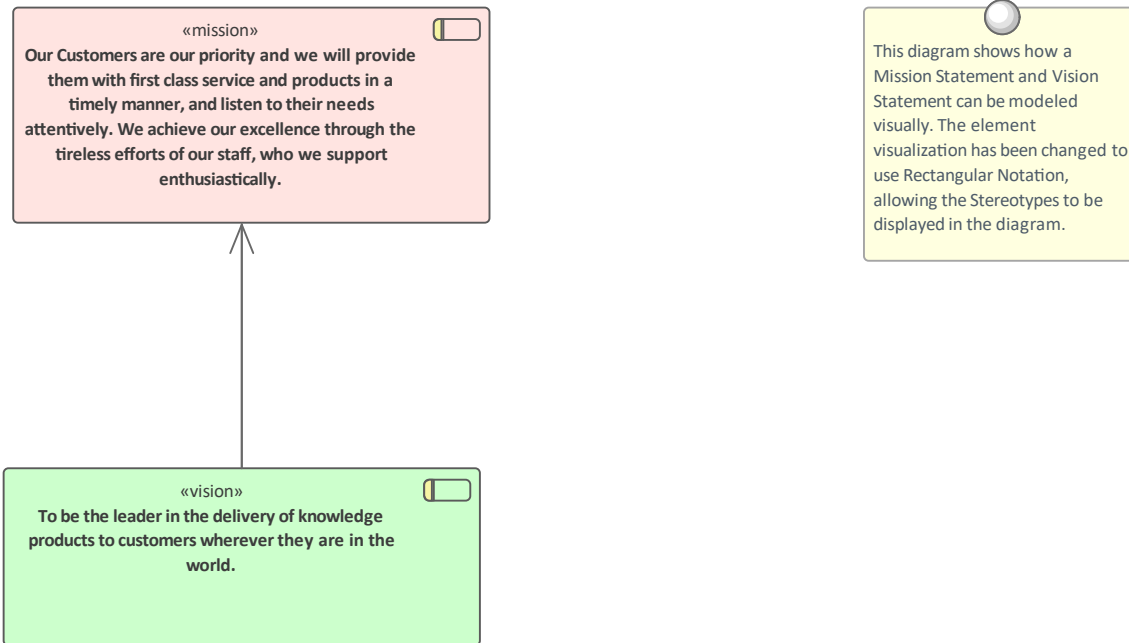 «mission»
Our Customers are our priority and we will provide
them with first class service and products in a
timely manner, and listen to their needs
attentively. We achieve our excellence through the
tireless efforts of our staff, who we support
enthusiastically.
This diagram shows how a
Mission Statement and Vision
Statement can be modeled
visually. The element
visualization has been changed to
use Rectangular Notation,
allowing the Stereotypes to be
displayed in the diagram.
«vision»
To be the leader in the delivery of knowledge
products to customers wherever they are in the
world.